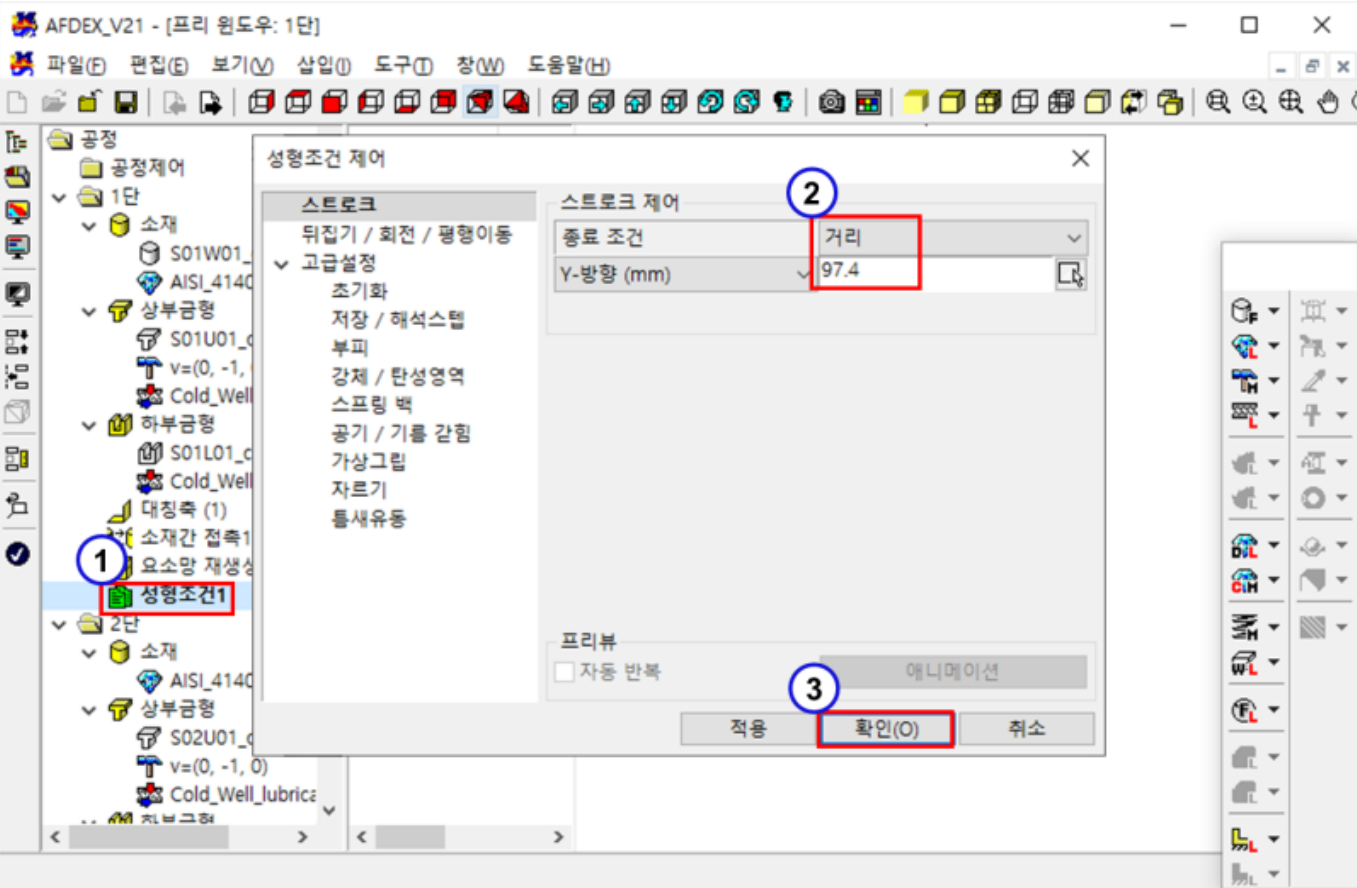 AFDEX_V21 - [프리 윈도우: 1단]
파일(F) 편집(E) 보기(V) 삽입(I) 도구(T) 창(W) 도움말(H)
공정
공정제어
1단
소재
S01W01_
AISI_4140
상부금형
S01U01_
v=(0, -1,
Cold_Well
하부금형
S01L01_
Cold_Well
대칭축 (1)
소재간 접촉1
요소망 재생성
1
성형조건1
2단
소재
AISI_4140
상부금형
S02U01_
v=(0, -1, 0)
Cold_Well_lubrica
하부금형
성형조건 제어
스트로크
뒤집기 / 회전 / 평행이동
고급설정
초기화
저장 / 해석스텝
부피
강체 / 탄성영역
스프링 백
공기 / 기름 갇힘
가상그립
자르기
틈새유동
스트로크 제어
2
종료 조건 거리
Y-방향 (mm) 97.4
프리뷰
자동 반복 애니메이션
3
적용 확인(O) 취소